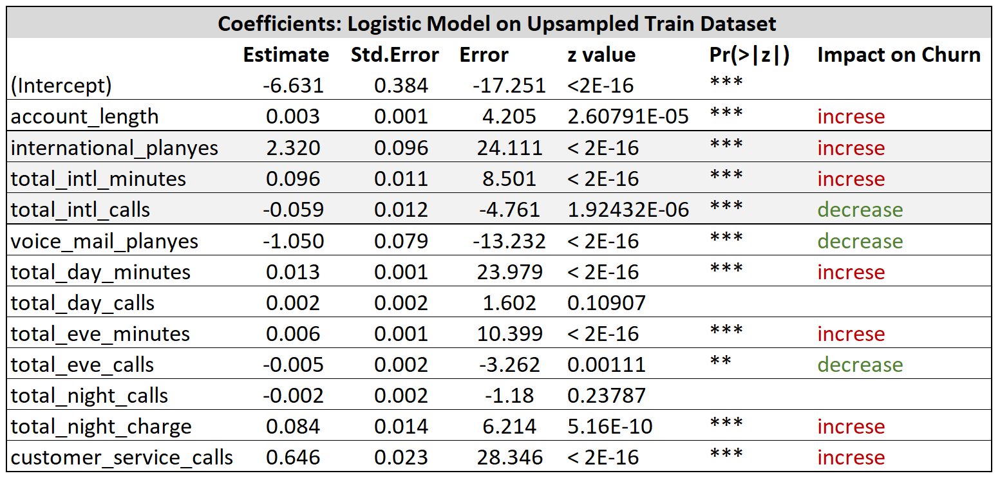 Coefficients: Logistic Model on Upsampled Train Dataset
Estimate Std.Error Error z value Pr(>|z|) Impact on Churn
(Intercept) -6.631 0.384 -17.251 <2E-16 ***
account_length 0.003 0.001 4.205 2.60791E-05 *** increse
international_planyes 2.320 0.096 24.111 < 2E-16 *** increse
total_intl_minutes 0.096 0.011 8.501 < 2E-16 *** increse
total_intl_calls -0.059 0.012 -4.761 1.92432E-06 *** decrease
voice_mail_planyes -1.050 0.079 -13.232 < 2E-16 *** decrease
total_day_minutes 0.013 0.001 23.979 < 2E-16 *** increse
total_day_calls 0.002 0.002 1.602 0.10907
total_eve_minutes 0.006 0.001 10.399 < 2E-16 *** increse
total_eve_calls -0.005 0.002 -3.262 0.00111 ** decrease
total_night_calls -0.002 0.002 -1.18 0.23787
total_night_charge 0.084 0.014 6.214 5.16E-10 *** increse
customer_service_calls 0.646 0.023 28.346 < 2E-16 *** increse